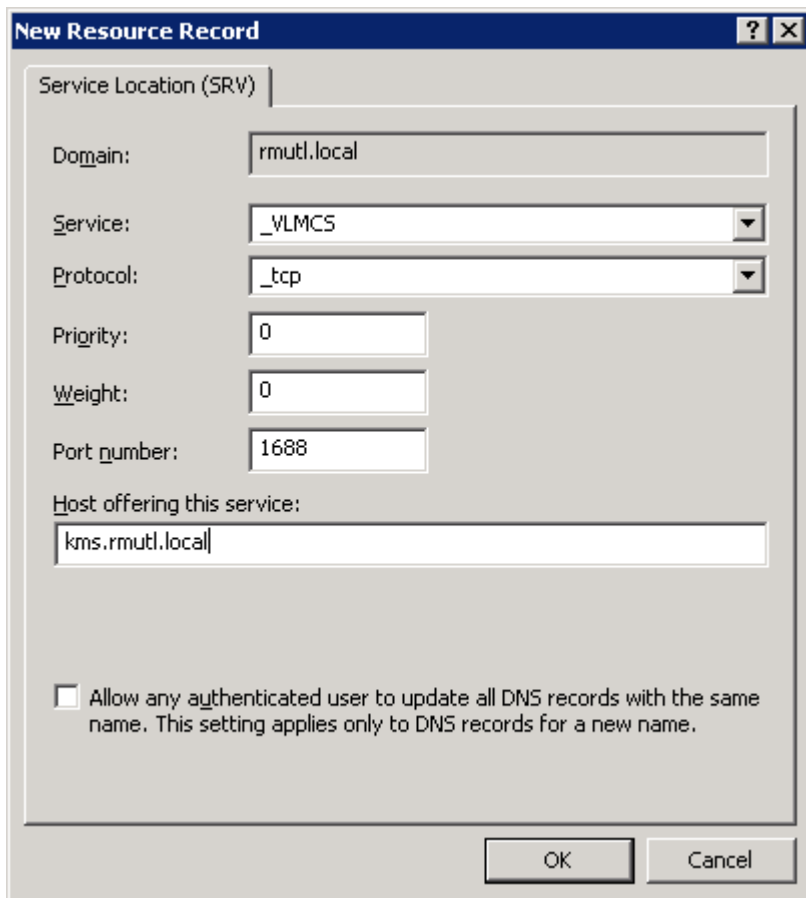 New Resource Record
Service Location (SRV)
Domain: rmutl.local
Service: _VLMCS
Protocol: _tcp
Priority: 0
Weight: 0
Port number: 1688
Host offering this service:
kms.rmutl.local
Allow any authenticated user to update all DNS records with the same
name. This setting applies only to DNS records for a new name.
OK Cancel